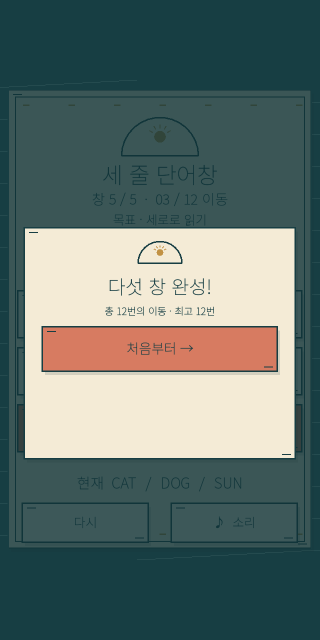 세 줄 단어창
창 5 / 5 · 03 / 12 이동
목표 · 세로로 읽기
다섯 창 완성!
총 12번의 이동 · 최고 12번
처음부터 →
현재 CAT / DOG / SUN
다시
♪ 소리